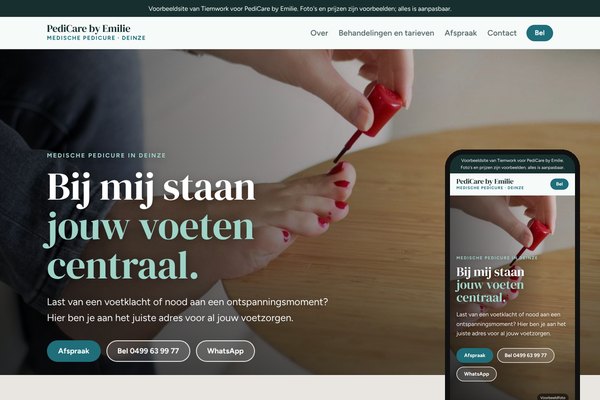 Voorbeeldsite van Tiemwork voor PediCare by Emilie. Foto's en prijzen zijn voorbeelden; alles is aanpasbaar.
PediCare by Emilie
MEDISCHE PEDICURE · DEINZE
Over Behandelingen en tarieven Afspraak Contact Bel
MEDISCHE PEDICURE IN DEINZE
Bij mij staan
jouw voeten
centraal.
Last van een voetklacht of nood aan een ontspanningsmoment?
Hier ben je aan het juiste adres voor al jouw voetzorgen.
Afspraak Bel 0499 63 99 77 WhatsApp
Voorbeeldsite van Tiemwork voor PediCare by Emilie.
Foto's en prijzen zijn voorbeelden; alles is aanpasbaar.
PediCare by Emilie
MEDISCHE PEDICURE · DEINZE
Bel
MEDISCHE PEDICURE IN DEINZE
Bij mij staan
jouw voeten
centraal.
Last van een voetklacht of nood aan een
ontspanningsmoment? Hier ben je aan het
juiste adres voor al jouw voetzorgen.
Afspraak Bel 0499 63 99 77
WhatsApp
Voorbeeldfoto